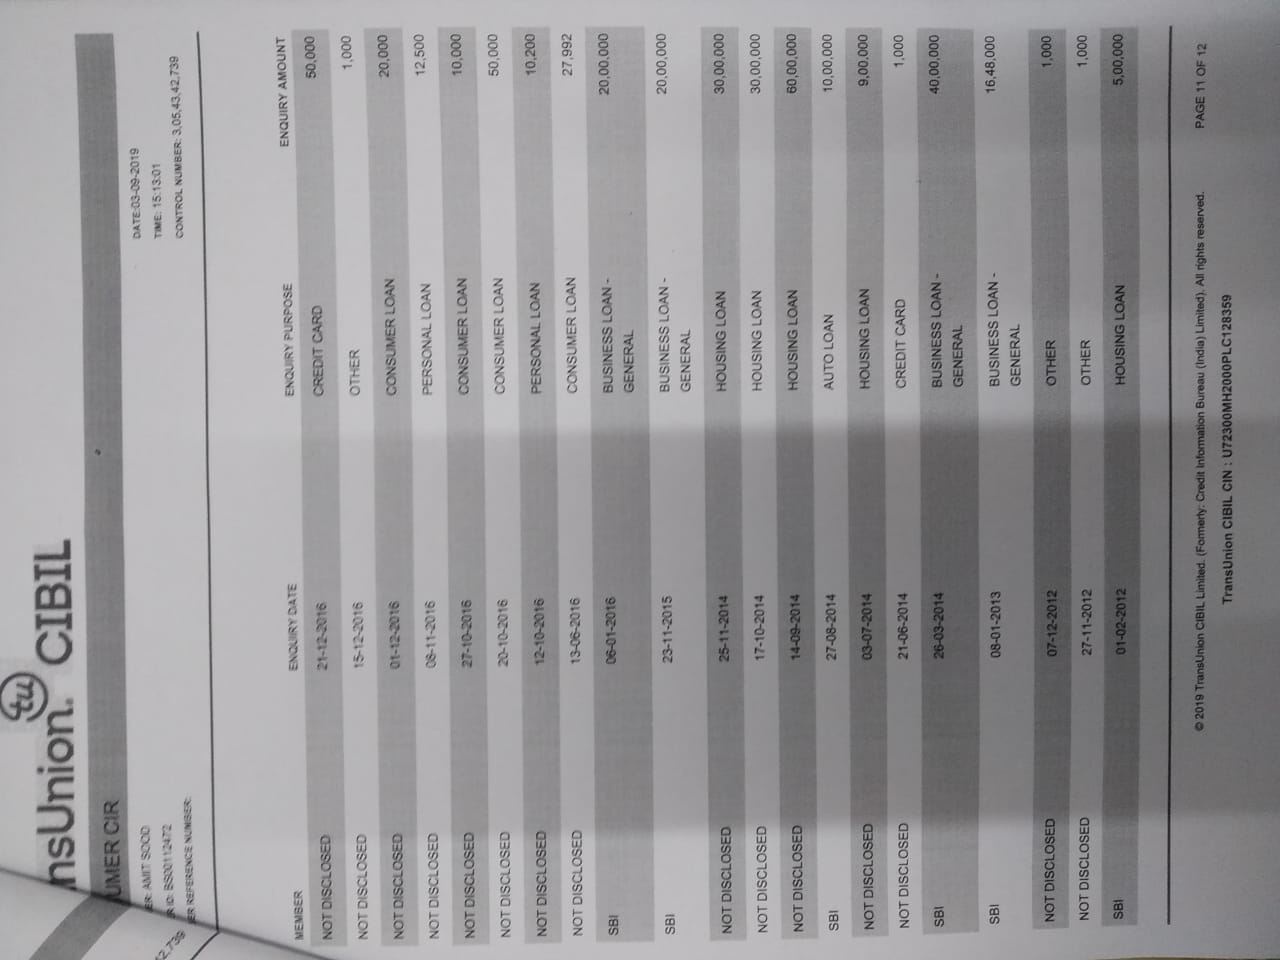 tu
nsUnion. CIBIL
UMER CIR
ER: AMIT SOOD
DATE:03-09-2019
R ID: BS00112472
TIME: 15:13:01
ER REFERENCE NUMBER:
CONTROL NUMBER: 3,05,43,42,739
MEMBER ENQUIRY DATE ENQUIRY PURPOSE ENQUIRY AMOUNT
NOT DISCLOSED 21-12-2016 CREDIT CARD 50,000
NOT DISCLOSED 15-12-2016 OTHER 1,000
NOT DISCLOSED 01-12-2016 CONSUMER LOAN 20,000
NOT DISCLOSED 08-11-2016 PERSONAL LOAN 12,500
NOT DISCLOSED 27-10-2016 CONSUMER LOAN 10,000
NOT DISCLOSED 20-10-2016 CONSUMER LOAN 50,000
NOT DISCLOSED 12-10-2016 PERSONAL LOAN 10,200
NOT DISCLOSED 13-06-2016 CONSUMER LOAN 27,992
SBI 06-01-2016 BUSINESS LOAN - 20,00,000
GENERAL
SBI 23-11-2015 BUSINESS LOAN - 20,00,000
GENERAL
NOT DISCLOSED 25-11-2014 HOUSING LOAN 30,00,000
NOT DISCLOSED 17-10-2014 HOUSING LOAN 30,00,000
NOT DISCLOSED 14-09-2014 HOUSING LOAN 60,00,000
SBI 27-08-2014 AUTO LOAN 10,00,000
NOT DISCLOSED 03-07-2014 HOUSING LOAN 9,00,000
NOT DISCLOSED 21-06-2014 CREDIT CARD 1,000
SBI 26-03-2014 BUSINESS LOAN - 40,00,000
GENERAL
SBI 08-01-2013 BUSINESS LOAN - 16,48,000
GENERAL
NOT DISCLOSED 07-12-2012 OTHER 1,000
NOT DISCLOSED 27-11-2012 OTHER 1,000
SBI 01-02-2012 HOUSING LOAN 5,00,000
© 2019 TransUnion CIBIL Limited. (Formerly: Credit Information Bureau (India) Limited). All rights reserved. PAGE 11 OF 12
TransUnion CIBIL CIN : U72300MH2000PLC128359